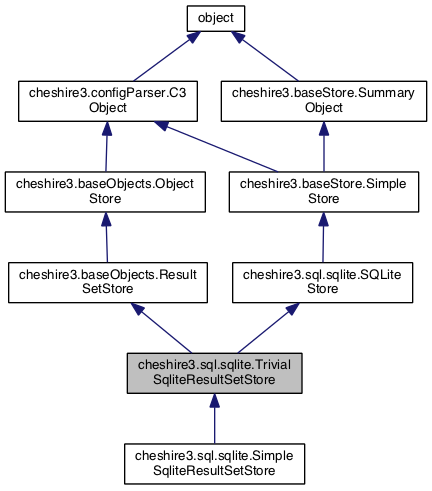 object
cheshire3.configParser.C3
Object
cheshire3.baseStore.Summary
Object
cheshire3.baseObjects.Object
Store
cheshire3.baseStore.Simple
Store
cheshire3.baseObjects.Result
SetStore
cheshire3.sql.sqlite.SQLite
Store
cheshire3.sql.sqlite.Trivial
SqliteResultSetStore
cheshire3.sql.sqlite.Simple
SqliteResultSetStore